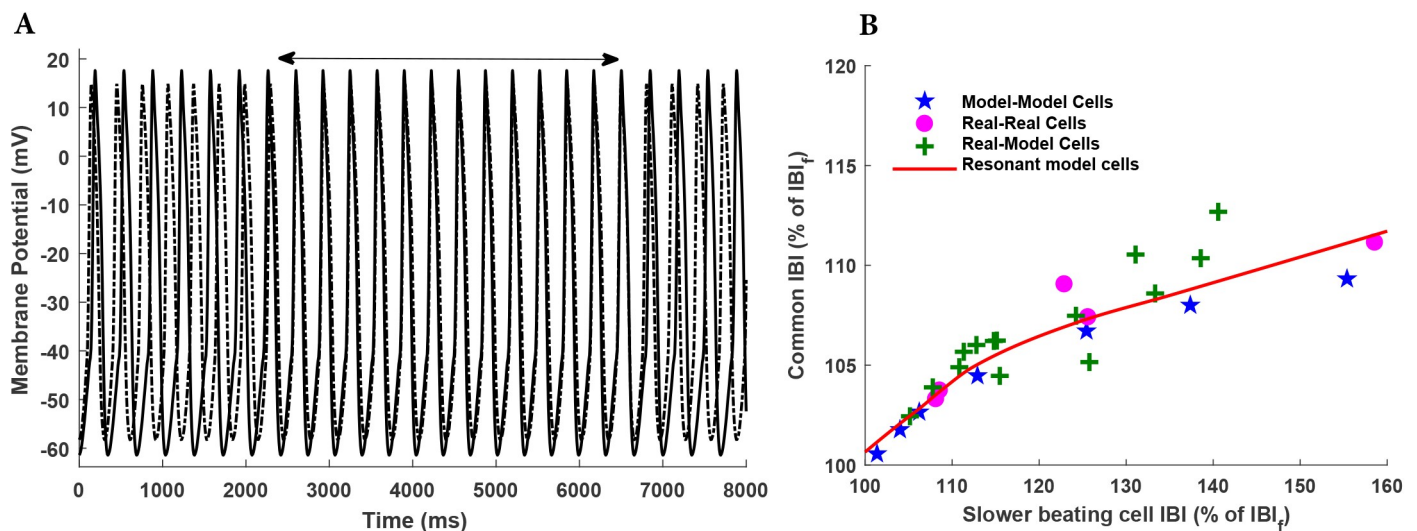 A
Membrane Potential (mV)
20
10
0
-10
-20
-30
-40
-50
-60
0 1000 2000 3000 4000 5000 6000 7000 8000
Time (ms)
B
Common IBI (% of IBI_f)
120
115
110
105
100
Model-Model Cells
Real-Real Cells
Real-Model Cells
Resonant model cells
100 110 120 130 140 150 160
Slower beating cell IBI (% of IBI_f)